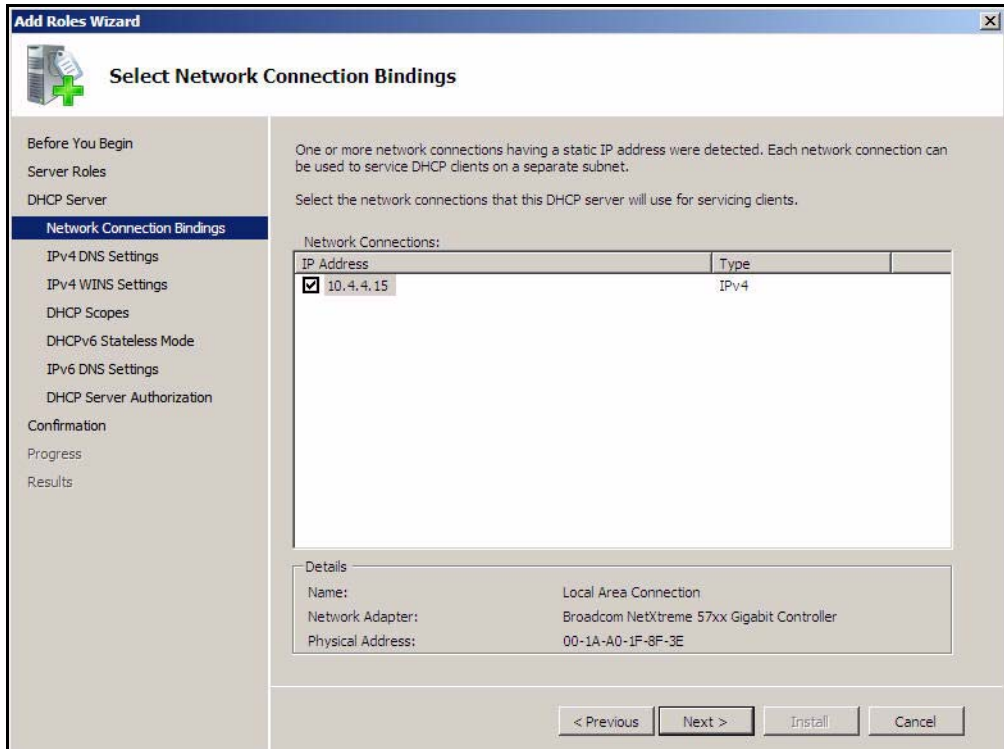 Add Roles Wizard
Select Network Connection Bindings
Before You Begin
Server Roles
DHCP Server
Network Connection Bindings
IPv4 DNS Settings
IPv4 WINS Settings
DHCP Scopes
DHCPv6 Stateless Mode
IPv6 DNS Settings
DHCP Server Authorization
Confirmation
Progress
Results
One or more network connections having a static IP address were detected. Each network connection can
be used to service DHCP clients on a separate subnet.
Select the network connections that this DHCP server will use for servicing clients.
Network Connections:
IP Address Type
10.4.4.15 IPv4
Details
Name: Local Area Connection
Network Adapter: Broadcom NetXtreme 57xx Gigabit Controller
Physical Address: 00-1A-A0-1F-8F-3E
< Previous Next > Install Cancel